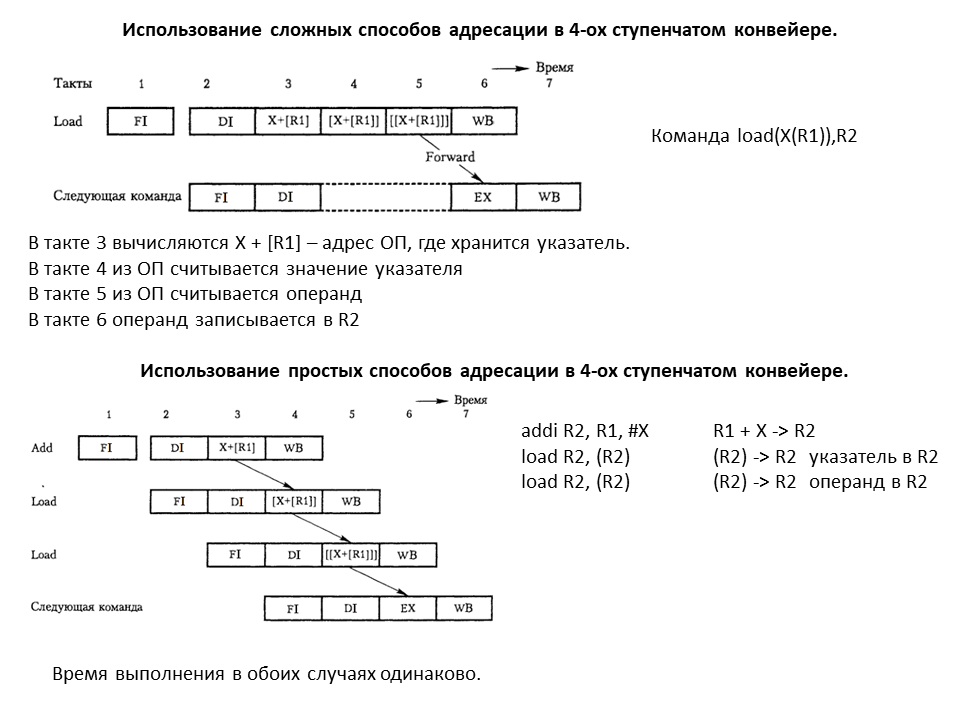 Использование сложных способов адресации в 4-ох ступенчатом конвейере.
Время
Такты 1 2 3 4 5 6 7
Load FI DI X+[R1] [X+[R1]] [[X+[R1]]] WB
Команда load(X(R1)),R2
Forward
Следующая команда FI DI EX WB
В такте 3 вычисляются X + [R1] – адрес ОП, где хранится указатель.
В такте 4 из ОП считывается значение указателя
В такте 5 из ОП считывается операнд
В такте 6 операнд записывается в R2
Использование простых способов адресации в 4-ох ступенчатом конвейере.
Время
1 2 3 4 5 6 7
Add FI DI X+[R1] WB
Load FI DI [X+[R1]] WB
Load FI DI [[X+[R1]]] WB
Следующая команда FI DI EX WB
addi R2, R1, #X R1 + X -> R2
load R2, (R2) (R2) -> R2 указатель в R2
load R2, (R2) (R2) -> R2 операнд в R2
Время выполнения в обоих случаях одинаково.